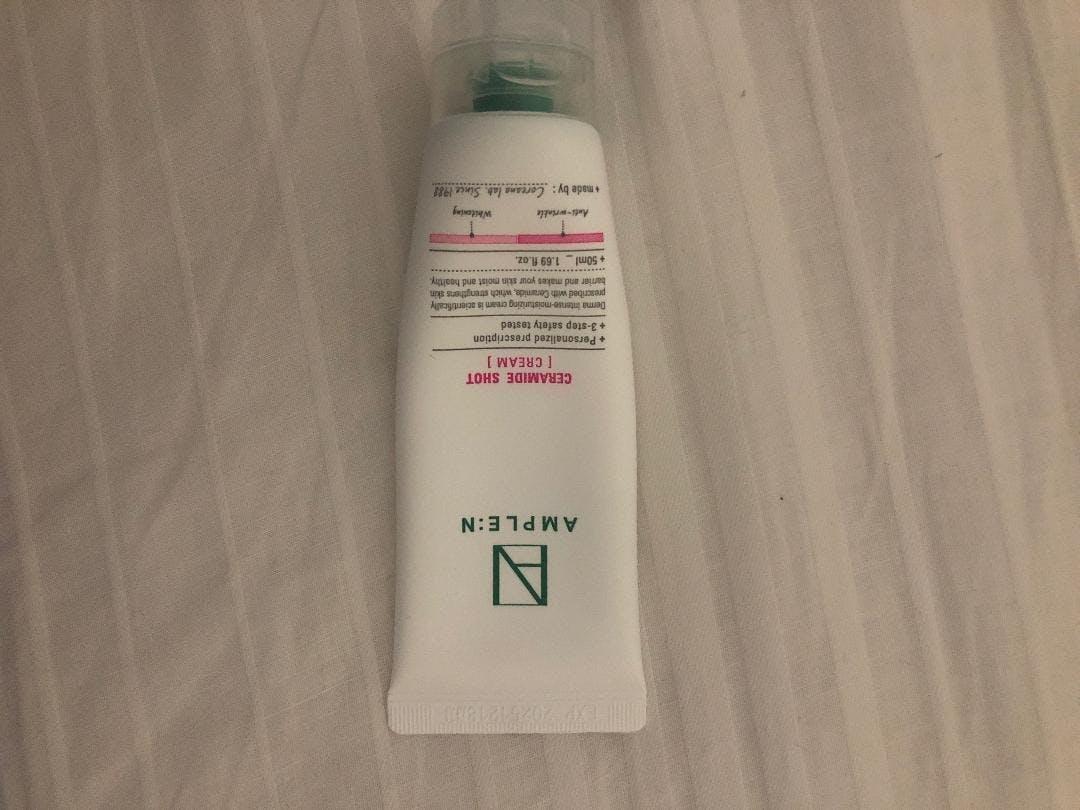 AMPLE:N
CERAMIDE SHOT
[ CREAM ]
+ Personalized prescription
+ 3-step safety tested
Derma intense-moisturizing cream is scientifically
prescribed with Ceramide, which strengthens skin
barrier and makes your skin moist and healthy.
+ 50ml _ 1.69 fl.oz.
Anti-wrinkle Whitening
+ made by : Coreana lab. Since 1988
EXP